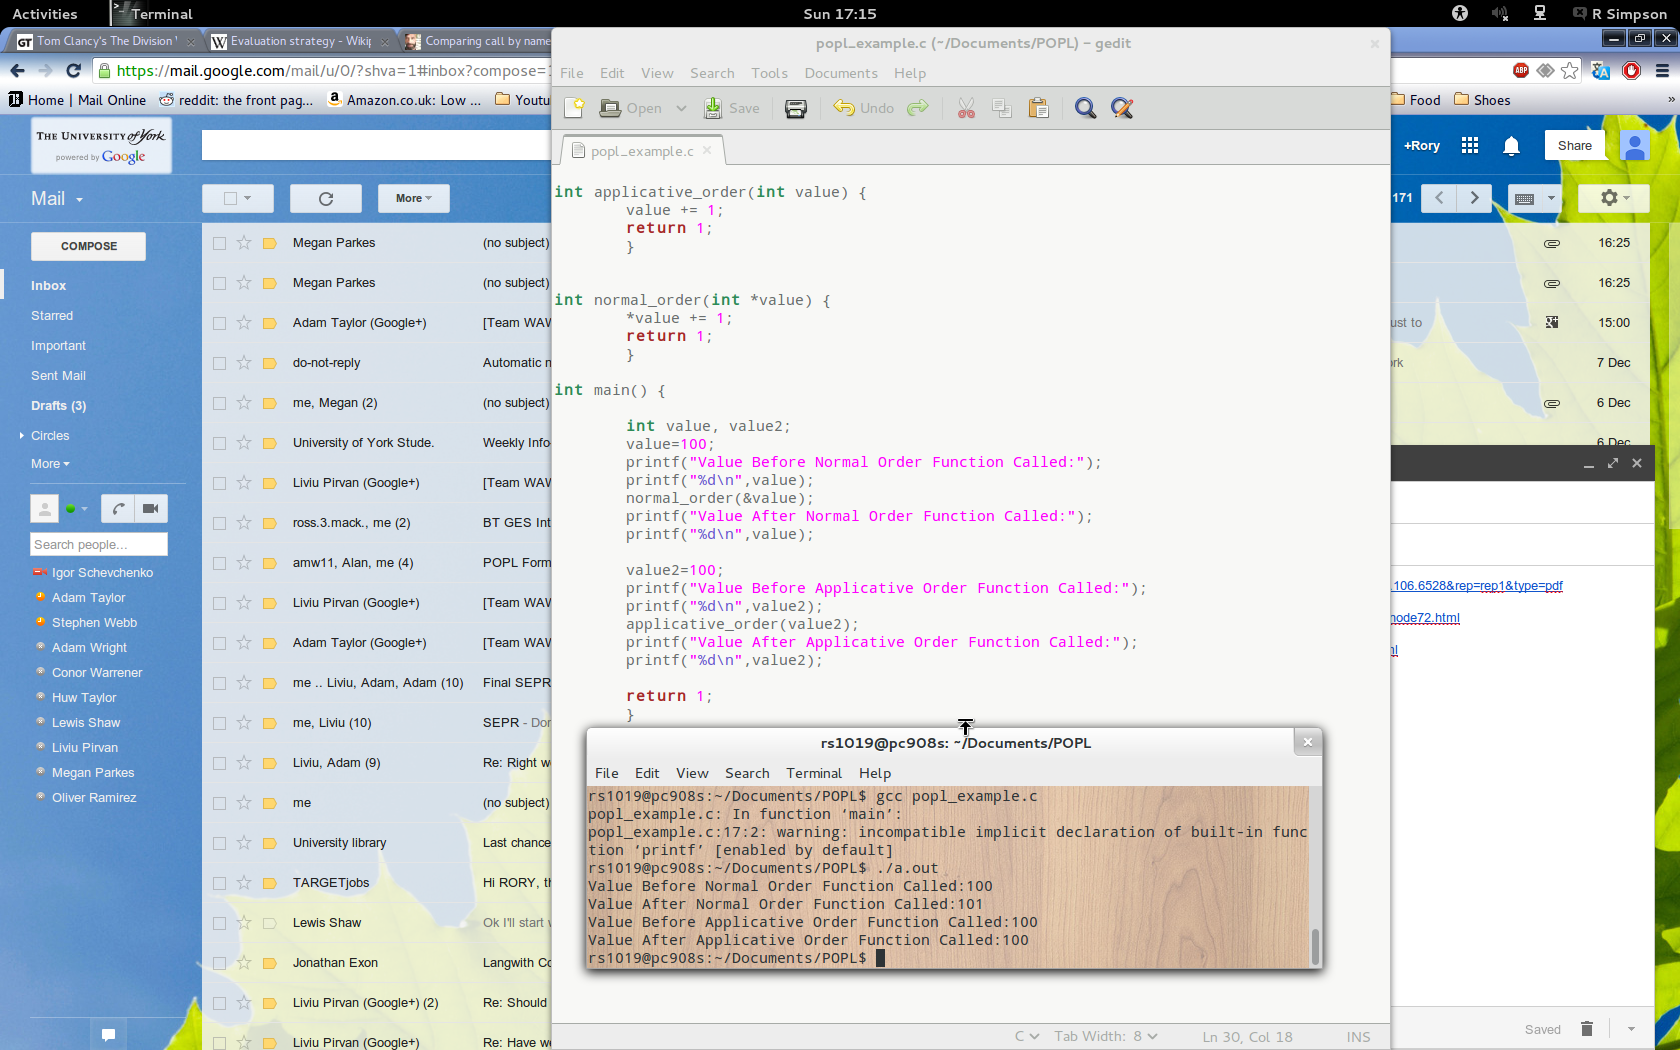 Activities
Terminal
Sun 17:15
R Simpson
GT Tom Clancy's The Division
W Evaluation strategy - Wikip
Comparing call by name
https://mail.google.com/mail/u/0/?shva=1#inbox?compose=
ABP
Home | Mail Online
reddit: the front pag...
Amazon.co.uk: Low ...
Youtu
Food
Shoes
»
THE UNIVERSITY of York
powered by Google
+Rory
Share
Mail
More
171
COMPOSE
Inbox
Starred
Important
Sent Mail
Drafts (3)
Circles
More
Search people...
Igor Schevchenko
Adam Taylor
Stephen Webb
Adam Wright
Conor Warrener
Huw Taylor
Lewis Shaw
Liviu Pirvan
Megan Parkes
Oliver Ramirez
Megan Parkes (no subject) 16:25
Megan Parkes (no subject) 16:25
Adam Taylor (Google+) [Team WAW ust to 15:00
do-not-reply Automatic n rk 7 Dec
me, Megan (2) (no subject) 6 Dec
University of York Stude. Weekly Info 6 Dec
Liviu Pirvan (Google+) [Team WAW
ross.3.mack., me (2) BT GES Int
amw11, Alan, me (4) POPL Form
Liviu Pirvan (Google+) [Team WAW
Adam Taylor (Google+) [Team WAW
me .. Liviu, Adam, Adam (10) Final SEPR
me, Liviu (10) SEPR - Don
Liviu, Adam (9) Re: Right w
me (no subject)
University library Last chance
TARGETjobs Hi RORY, th
Lewis Shaw Ok I'll start w
Jonathan Exon Langwith Co
Liviu Pirvan (Google+) (2) Re: Should
Liviu Pirvan (Google+) Re: Have we
.106.6528&rep=rep1&type=pdf
node72.html
Saved
popl_example.c (~/Documents/POPL) - gedit
File Edit View Search Tools Documents Help
Open
Save
Undo
popl_example.c
int applicative_order(int value) {
value += 1;
return 1;
}
int normal_order(int *value) {
*value += 1;
return 1;
}
int main() {
int value, value2;
value=100;
printf("Value Before Normal Order Function Called:");
printf("%d\n",value);
normal_order(&value);
printf("Value After Normal Order Function Called:");
printf("%d\n",value);
value2=100;
printf("Value Before Applicative Order Function Called:");
printf("%d\n",value2);
applicative_order(value2);
printf("Value After Applicative Order Function Called:");
printf("%d\n",value2);
return 1;
}
rs1019@pc908s: ~/Documents/POPL
File Edit View Search Terminal Help
rs1019@pc908s:~/Documents/POPL$ gcc popl_example.c
popl_example.c: In function ‘main’:
popl_example.c:17:2: warning: incompatible implicit declaration of built-in func
tion ‘printf’ [enabled by default]
rs1019@pc908s:~/Documents/POPL$ ./a.out
Value Before Normal Order Function Called:100
Value After Normal Order Function Called:101
Value Before Applicative Order Function Called:100
Value After Applicative Order Function Called:100
rs1019@pc908s:~/Documents/POPL$
C
Tab Width: 8
Ln 30, Col 18
INS